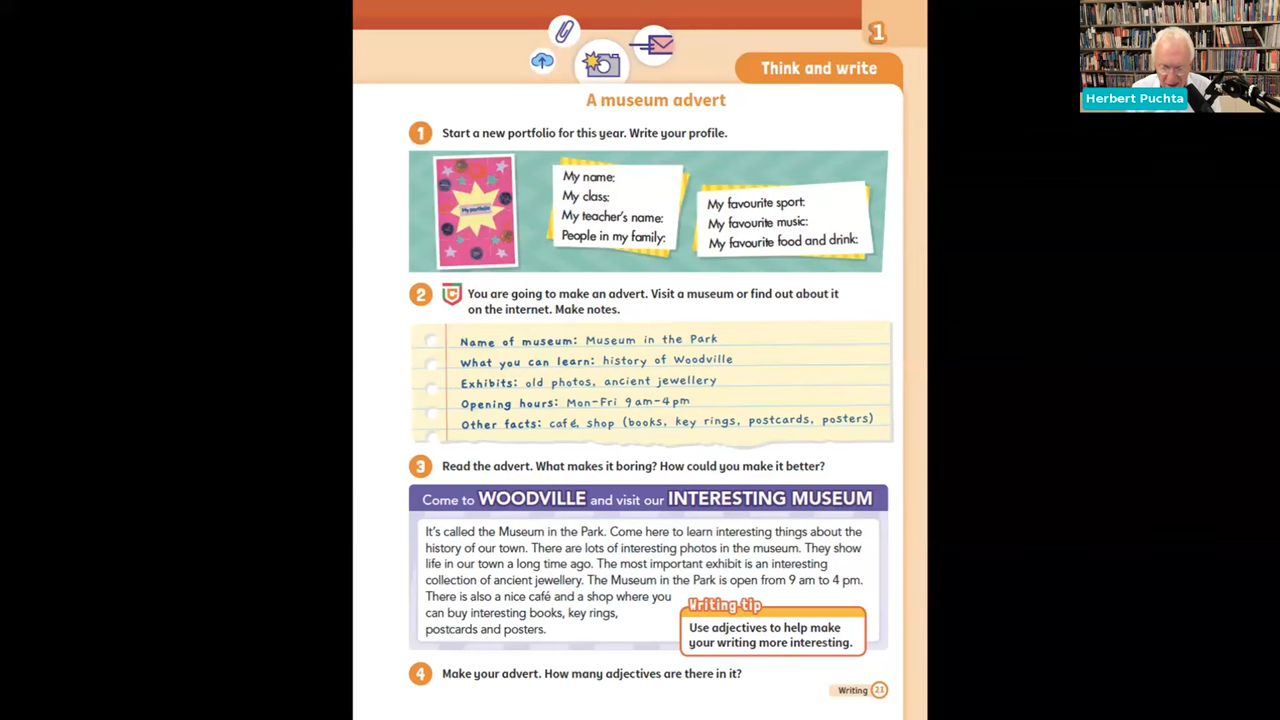 1
Think and write
A museum advert
1 Start a new portfolio for this year. Write your profile.
My portfolio
My name:
My class:
My teacher's name:
People in my family:
My favourite sport:
My favourite music:
My favourite food and drink:
2 You are going to make an advert. Visit a museum or find out about it
on the internet. Make notes.
Name of museum: Museum in the Park
What you can learn: history of Woodville
Exhibits: old photos, ancient jewellery
Opening hours: Mon–Fri 9 am–4 pm
Other facts: café, shop (books, key rings, postcards, posters)
3 Read the advert. What makes it boring? How could you make it better?
Come to WOODVILLE and visit our INTERESTING MUSEUM
It's called the Museum in the Park. Come here to learn interesting things about the
history of our town. There are lots of interesting photos in the museum. They show
life in our town a long time ago. The most important exhibit is an interesting
collection of ancient jewellery. The Museum in the Park is open from 9 am to 4 pm.
There is also a nice café and a shop where you
can buy interesting books, key rings,
postcards and posters.
Writing tip
Use adjectives to help make
your writing more interesting.
4 Make your advert. How many adjectives are there in it?
Writing 21
Herbert Puchta